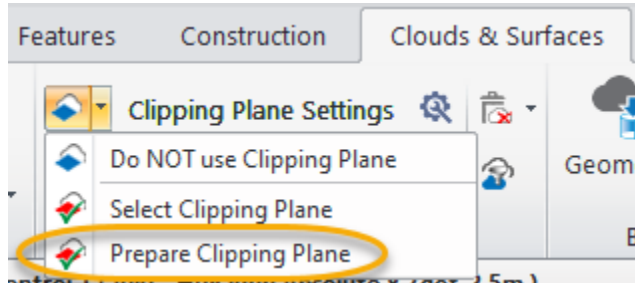 Features Construction Clouds & Surfaces
Clipping Plane Settings
Do NOT use Clipping Plane
Geom
Select Clipping Plane
Prepare Clipping Plane